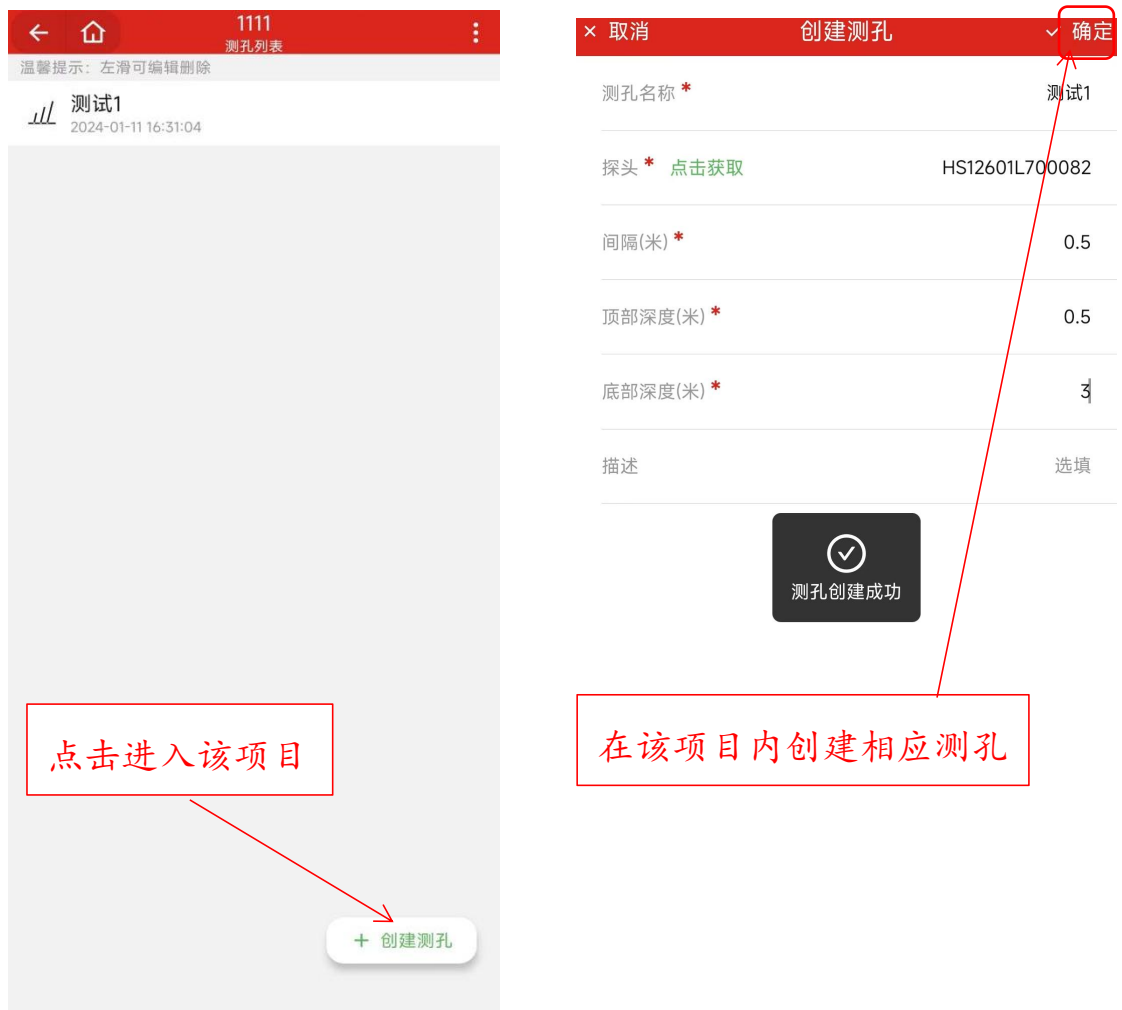 1111
测孔列表
温馨提示：左滑可编辑删除
测试1
2024-01-11 16:31:04
点击进入该项目
+ 创建测孔
× 取消 创建测孔 ✓ 确定
测孔名称 * 测试1
探头 * 点击获取 HS12601L700082
间隔(米) * 0.5
顶部深度(米) * 0.5
底部深度(米) * 3
描述 选填
测孔创建成功
在该项目内创建相应测孔